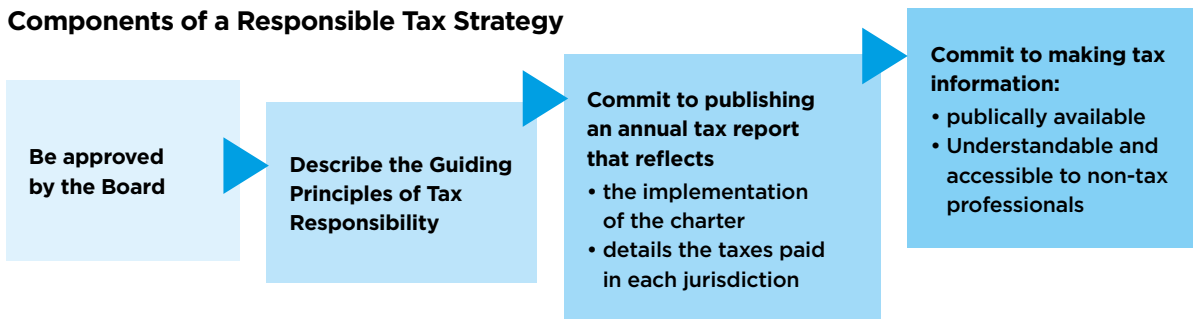 Components of a Responsible Tax Strategy
Be approved
by the Board
Describe the Guiding
Principles of Tax
Responsibility
Commit to publishing
an annual tax report
that reflects
• the implementation
of the charter
• details the taxes paid
in each jurisdiction
Commit to making tax
information:
• publically available
• Understandable and
accessible to non-tax
professionals